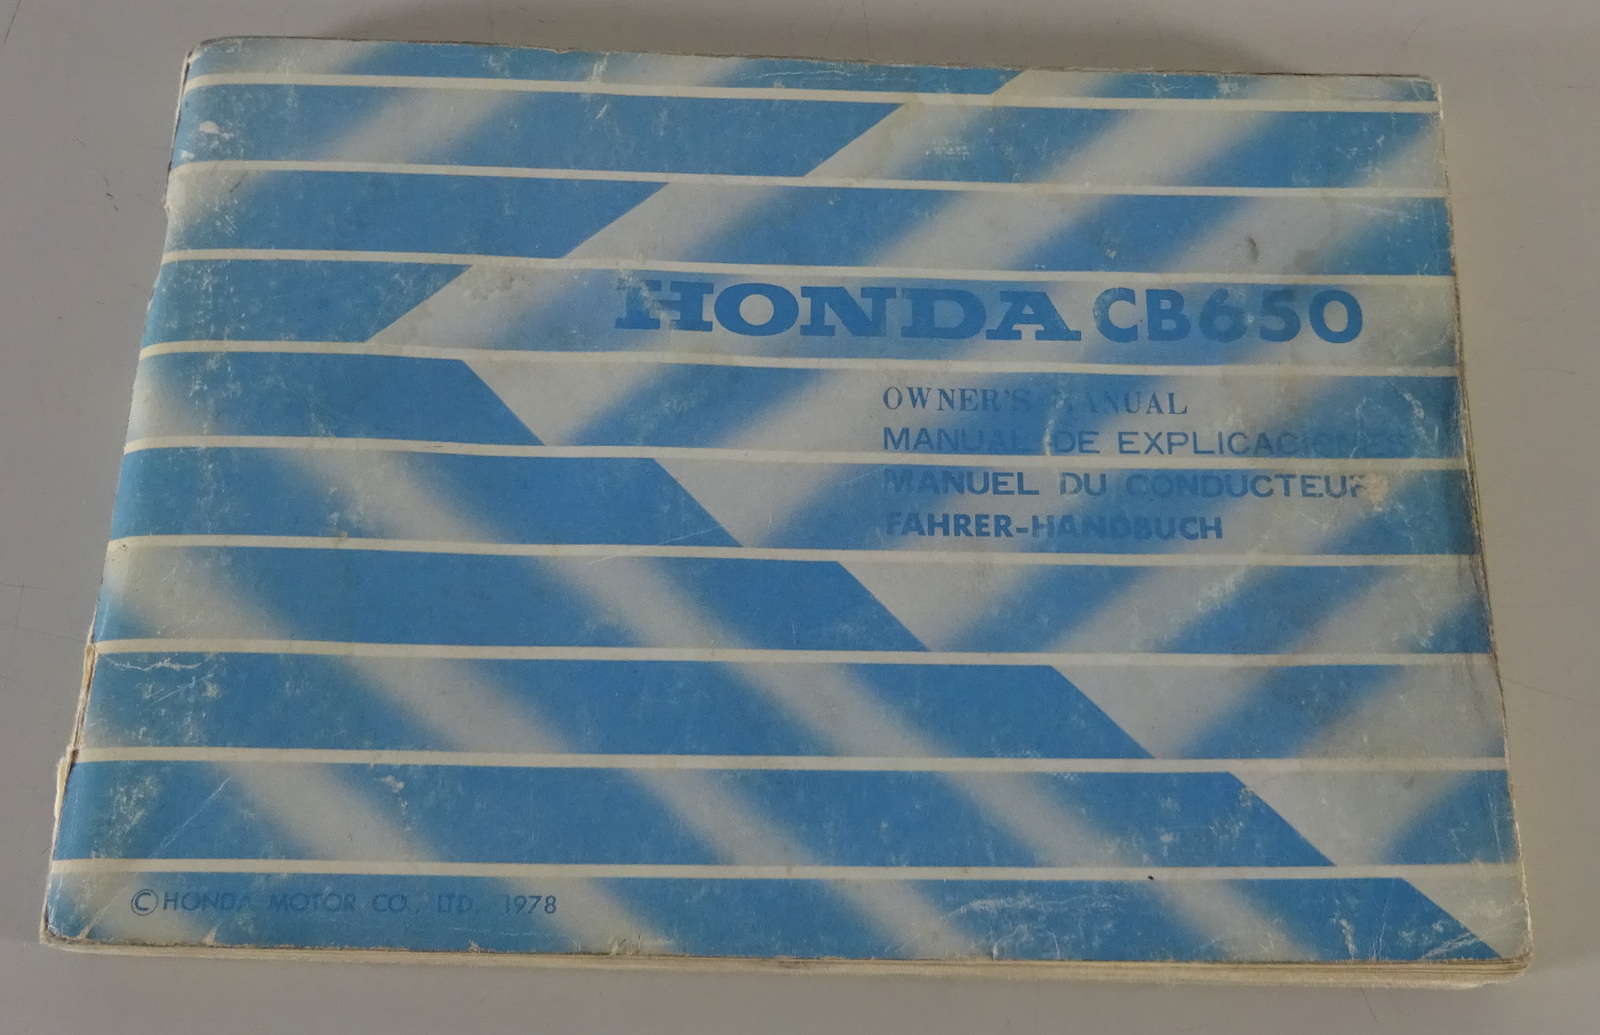 HONDA CB650
OWNER'S MANUAL
MANUAL DE EXPLICACIONES
MANUEL DU CONDUCTEUR
FAHRER-HANDBUCH
© HONDA MOTOR CO., LTD. 1978